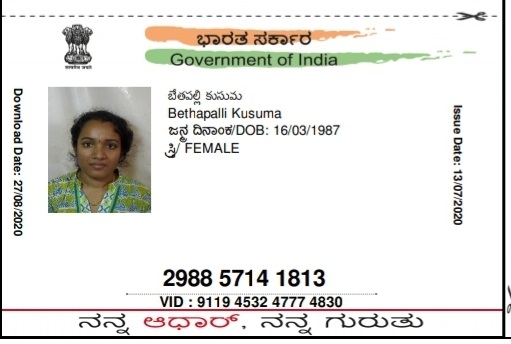 ಭಾರತ ಸರ್ಕಾರ
Government of India
ಬೇತಪಲ್ಲಿ ಕುಸುಮ
Bethapalli Kusuma
ಜನ್ಮ ದಿನಾಂಕ/DOB: 16/03/1987
ಸ್ತ್ರೀ/ FEMALE
Download Date: 27/08/2020
Issue Date: 13/07/2020
2988 5714 1813
VID : 9119 4532 4777 4830
ನನ್ನ ಆಧಾರ್, ನನ್ನ ಗುರುತು